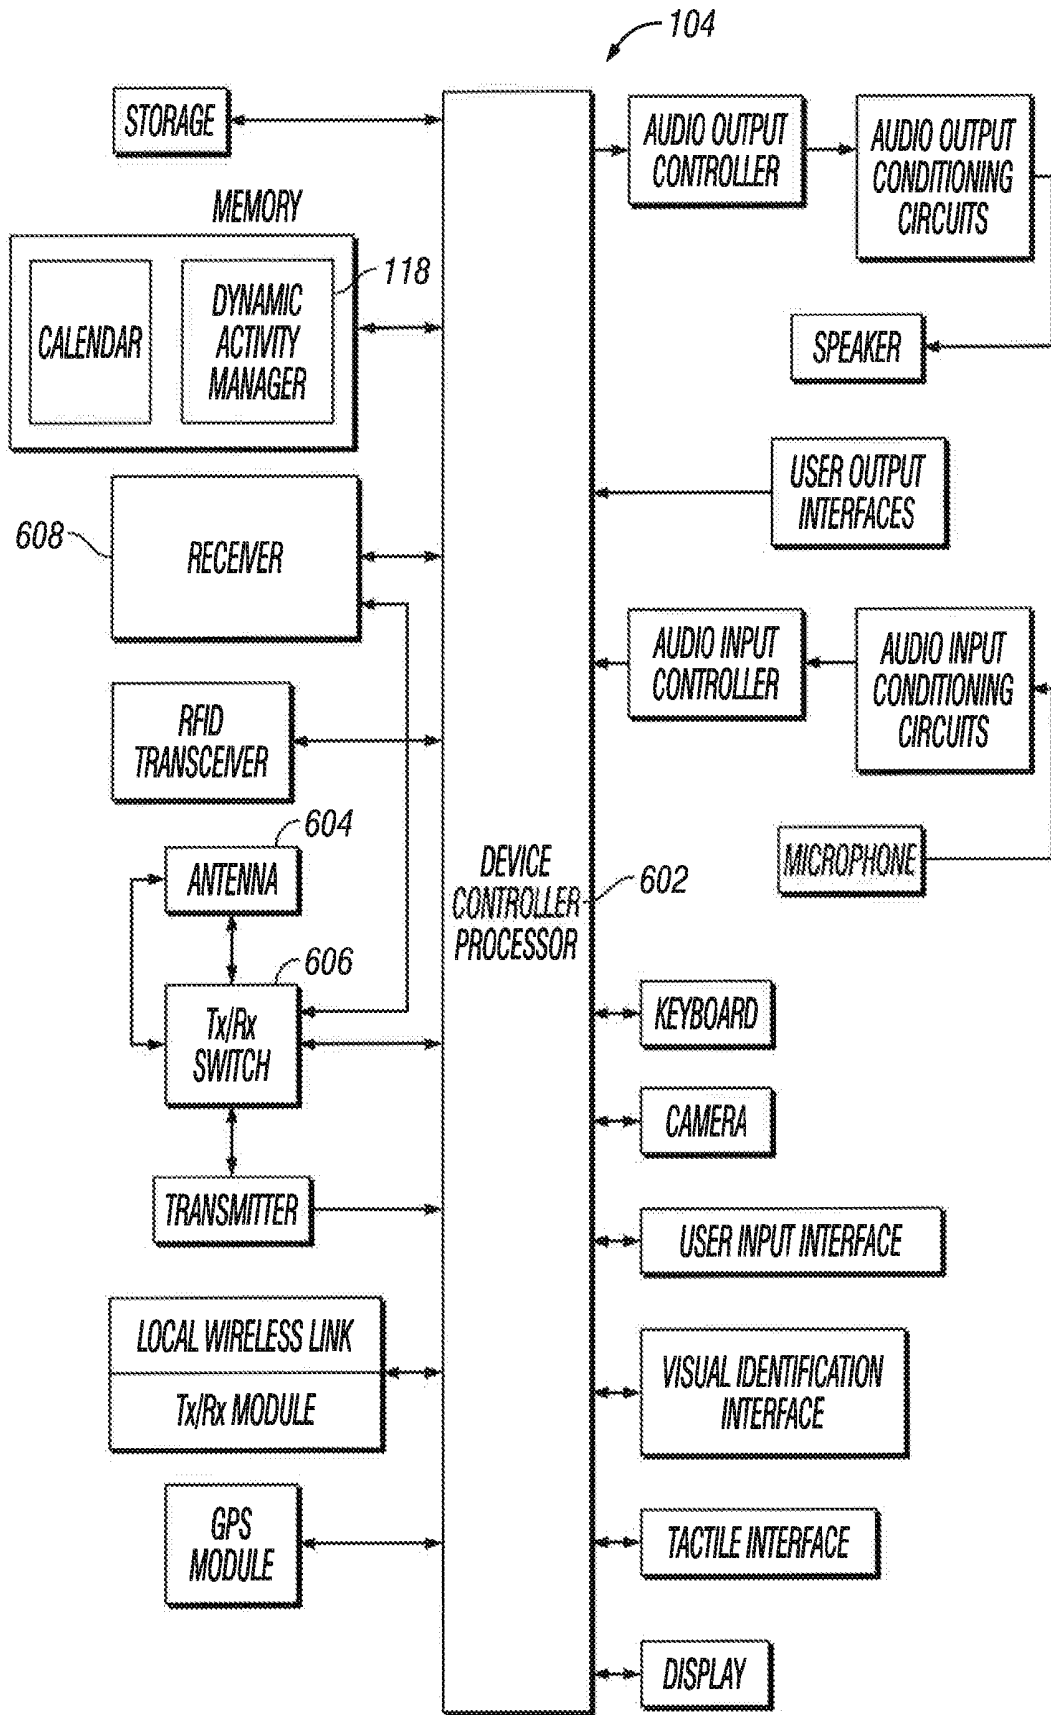 104
STORAGE
MEMORY
CALENDAR
DYNAMIC
ACTIVITY
MANAGER
118
608
RECEIVER
RFID
TRANSCEIVER
604
ANTENNA
606
Tx/Rx
SWITCH
TRANSMITTER
LOCAL WIRELESS LINK
Tx/Rx MODULE
GPS
MODULE
DEVICE
CONTROLLER
PROCESSOR
602
AUDIO OUTPUT
CONTROLLER
AUDIO OUTPUT
CONDITIONING
CIRCUITS
SPEAKER
USER OUTPUT
INTERFACES
AUDIO INPUT
CONTROLLER
AUDIO INPUT
CONDITIONING
CIRCUITS
MICROPHONE
KEYBOARD
CAMERA
USER INPUT INTERFACE
VISUAL IDENTIFICATION
INTERFACE
TACTILE INTERFACE
DISPLAY